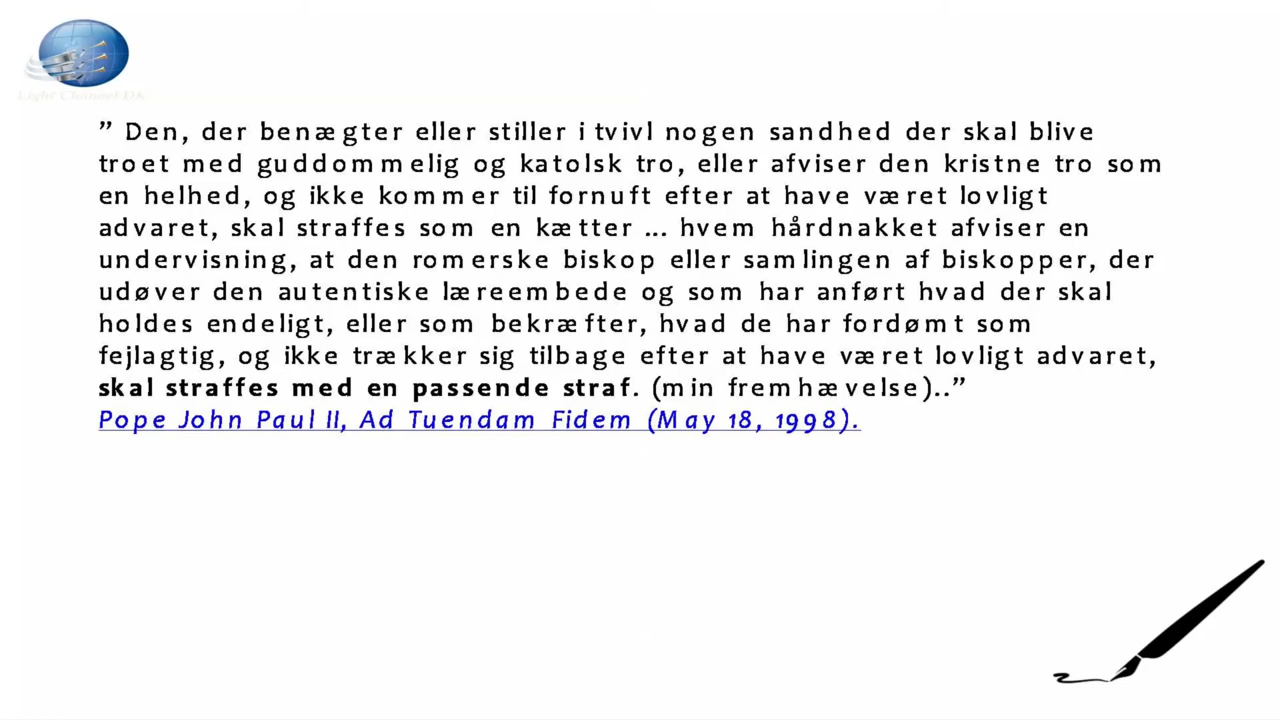 Light Channel DK
” Den, der benægter eller stiller i tvivl nogen sandhed der skal blive
troet med guddommelig og katolsk tro, eller afviser den kristne tro som
en helhed, og ikke kommer til fornuft efter at have været lovligt
advaret, skal straffes som en kætter ... hvem hårdnakket afviser en
undervisning, at den romerske biskop eller samlingen af biskopper, der
udøver den autentiske læreembede og som har anført hvad der skal
holdes endeligt, eller som bekræfter, hvad de har fordømt som
fejlagtig, og ikke trækker sig tilbage efter at have været lovligt advaret,
skal straffes med en passende straf. (min fremhævelse)..”
Pope John Paul II, Ad Tuendam Fidem (May 18, 1998).